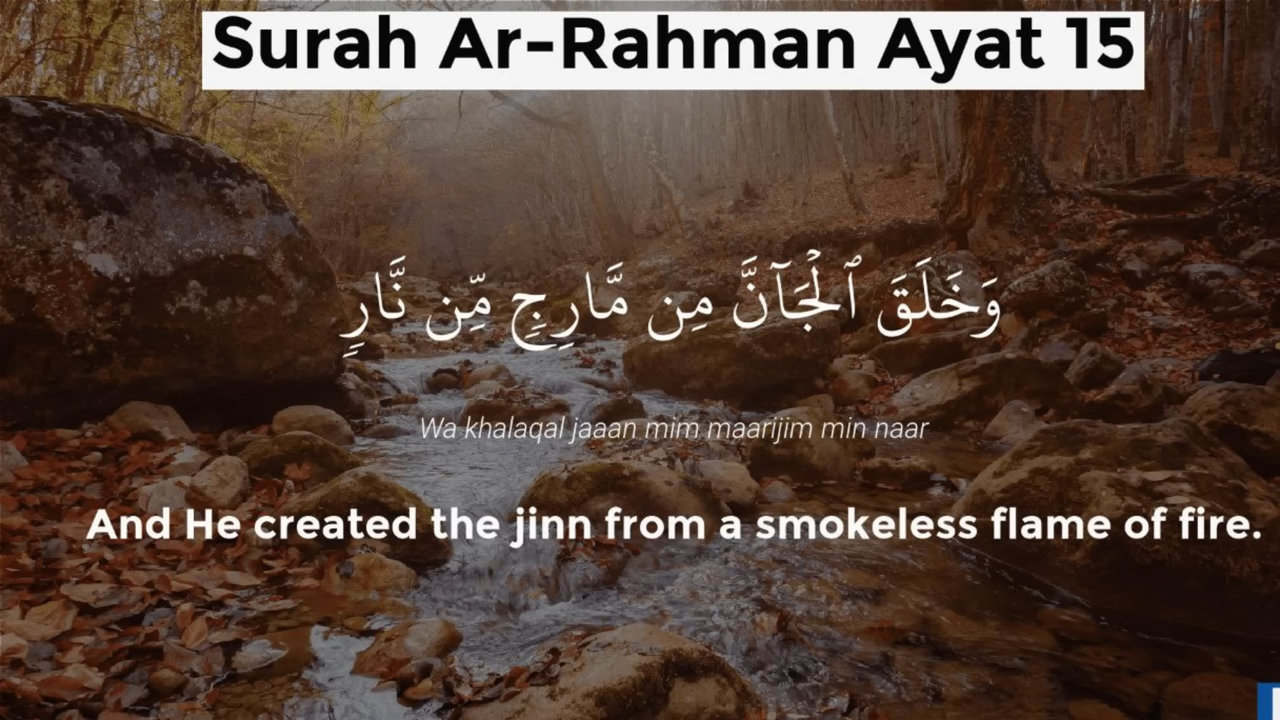 Surah Ar-Rahman Ayat 15
وَخَلَقَ ٱلْجَآنَّ مِن مَّارِجٍ مِّن نَّارٍ
Wa khalaqal jaaan mim maarijim min naar
And He created the jinn from a smokeless flame of fire.